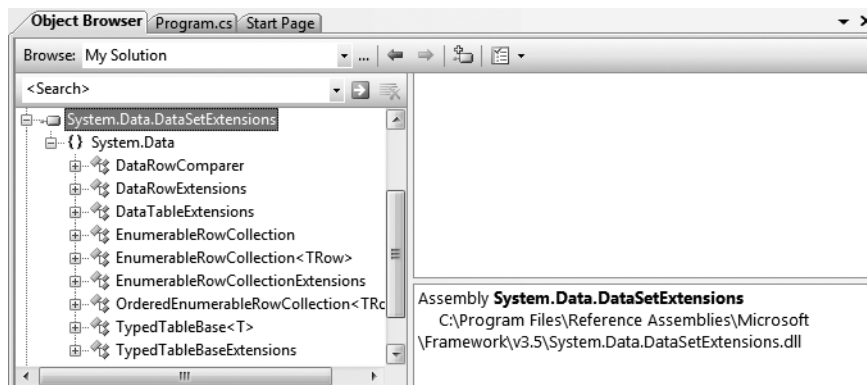 Object Browser Program.cs Start Page
Browse: My Solution ...
<Search>
System.Data.DataSetExtensions
{} System.Data
DataRowComparer
DataRowExtensions
DataTableExtensions
EnumerableRowCollection
EnumerableRowCollection<TRow>
EnumerableRowCollectionExtensions
OrderedEnumerableRowCollection<TRc
TypedTableBase<T>
TypedTableBaseExtensions
Assembly System.Data.DataSetExtensions
C:\Program Files\Reference Assemblies\Microsoft
\Framework\v3.5\System.Data.DataSetExtensions.dll